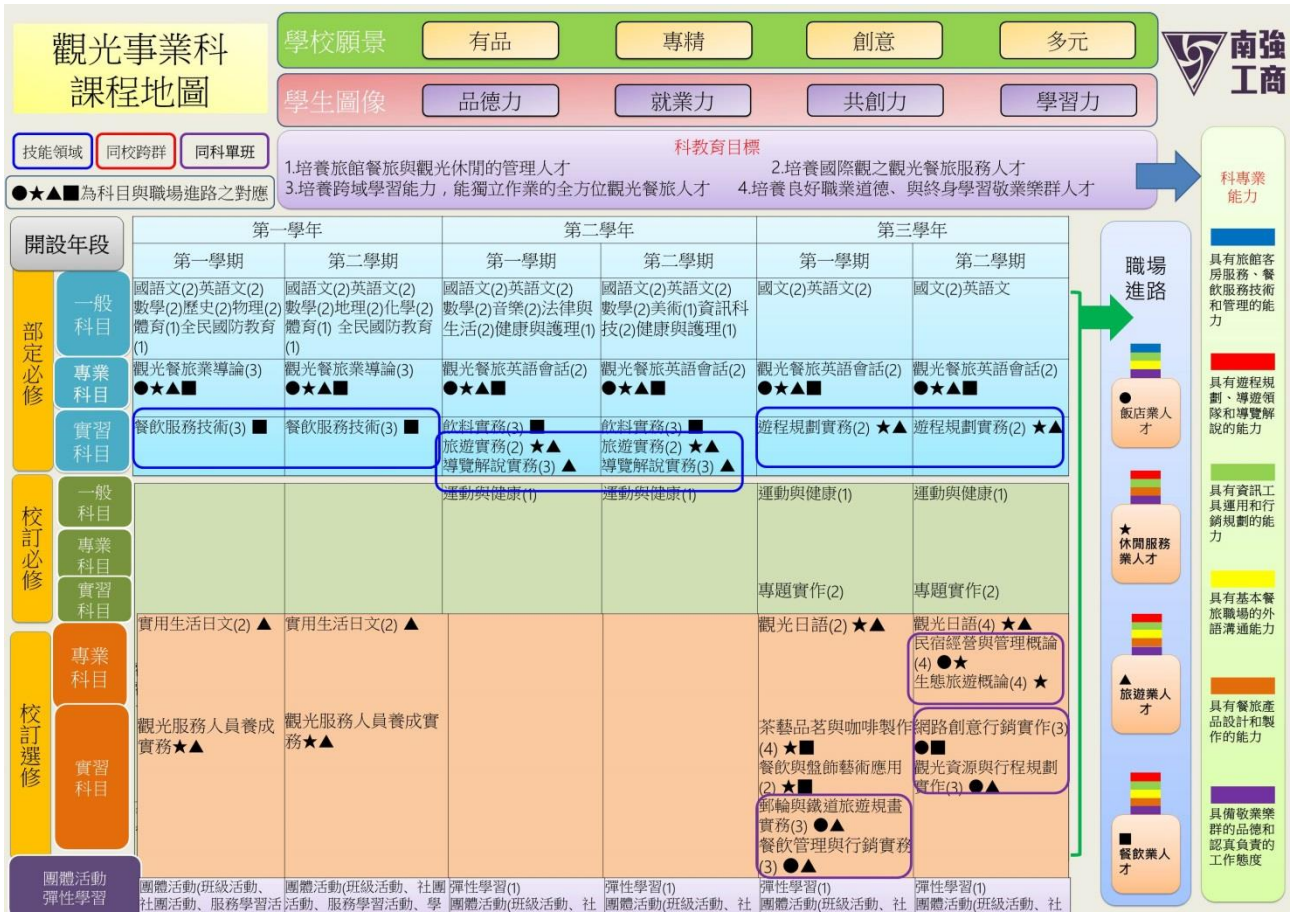 觀光事業科
課程地圖
學校願景
有品
專精
創意
多元
南強
工商
學生圖像
品德力
就業力
共創力
學習力
技能領域
同校跨群
同科單班
●★▲■為科目與職場進路之對應
科教育目標
1.培養旅館餐旅與觀光休閒的管理人才
2.培養國際觀之觀光餐旅服務人才
3.培養跨域學習能力，能獨立作業的全方位觀光餐旅人才
4.培養良好職業道德、與終身學習敬業樂群人才
開設年段
第一學年
第二學年
第三學年
第一學期
第二學期
第一學期
第二學期
第一學期
第二學期
部定必修
一般
科目
國語文(2)英語文(2)
數學(2)歷史(2)物理(2)
體育(1)全民國防教育
(1)
國語文(2)英語文(2)
數學(2)地理(2)化學(2)
體育(1) 全民國防教育
(1)
國語文(2)英語文(2)
數學(2)音樂(2)法律與
生活(2)健康與護理(1)
國語文(2)英語文(2)
數學(2)美術(1)資訊科
技(2)健康與護理(1)
國文(2)英語文(2)
國文(2)英語文
專業
科目
觀光餐旅業導論(3)
●★▲■
觀光餐旅業導論(3)
●★▲■
觀光餐旅英語會話(2)
●★▲■
觀光餐旅英語會話(2)
●★▲■
觀光餐旅英語會話(2)
●★▲■
觀光餐旅英語會話(2)
●★▲■
實習
科目
餐飲服務技術(3) ■
餐飲服務技術(3) ■
飲料實務(3) ■
旅遊實務(2) ★▲
導覽解說實務(3) ▲
飲料實務(3) ■
旅遊實務(2) ★▲
導覽解說實務(3) ▲
遊程規劃實務(2) ★▲
遊程規劃實務(2) ★▲
校訂必修
一般
科目
運動與健康(1)
運動與健康(1)
運動與健康(1)
運動與健康(1)
專業
科目
實習
科目
專題實作(2)
專題實作(2)
校訂選修
專業
科目
實用生活日文(2) ▲
實用生活日文(2) ▲
觀光日語(2) ★▲
觀光日語(4) ★▲
民宿經營與管理概論
(4) ●★
生態旅遊概論(4) ★
實習
科目
觀光服務人員養成
實務★▲
觀光服務人員養成實
務★▲
茶藝品茗與咖啡製作
(4) ★■
餐飲與盤飾藝術應用
(2) ★■
郵輪與鐵道旅遊規畫
實務(3) ●▲
餐飲管理與行銷實務
(3) ●▲
網路創意行銷實作(3)
●■
觀光資源與行程規劃
實作(3) ●▲
團體活動
彈性學習
團體活動(班級活動、
社團活動、服務學習活
團體活動(班級活動、社團
活動、服務學習活動、學
彈性學習(1)
團體活動(班級活動、社
彈性學習(1)
團體活動(班級活動、社
彈性學習(1)
團體活動(班級活動、社
彈性學習(1)
團體活動(班級活動、社
職場
進路
●
飯店業人
才
★
休閒服務
業人才
▲
旅遊業人
才
■
餐飲業人
才
科專業
能力
具有旅館客
房服務、餐
飲服務技術
和管理的能
力
具有遊程規
劃、導遊領
隊和導覽解
說的能力
具有資訊工
具運用和行
銷規劃的能
力
具有基本餐
旅職場的外
語溝通能力
具有餐旅產
品設計和製
作的能力
具備敬業樂
群的品德和
認真負責的
工作態度